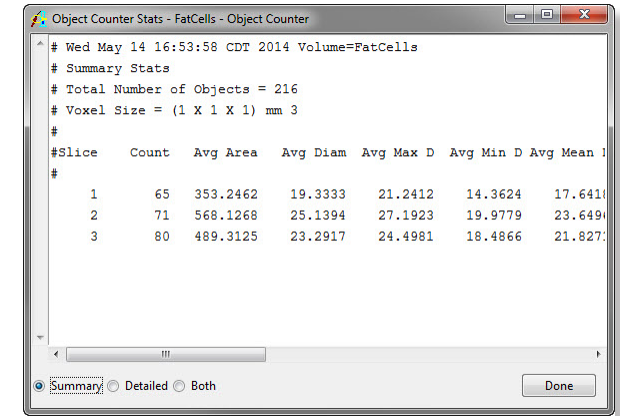 Object Counter Stats - FatCells - Object Counter
# Wed May 14 16:53:58 CDT 2014 Volume=FatCells
# Summary Stats
# Total Number of Objects = 216
# Voxel Size = (1 X 1 X 1) mm 3
#
#Slice Count Avg Area Avg Diam Avg Max D Avg Min D Avg Mean
#
1 65 353.2462 19.3333 21.2412 14.3624 17.641
2 71 568.1268 25.1394 27.1923 19.9779 23.649
3 80 489.3125 23.2917 24.4981 18.4866 21.827
Summary Detailed Both Done